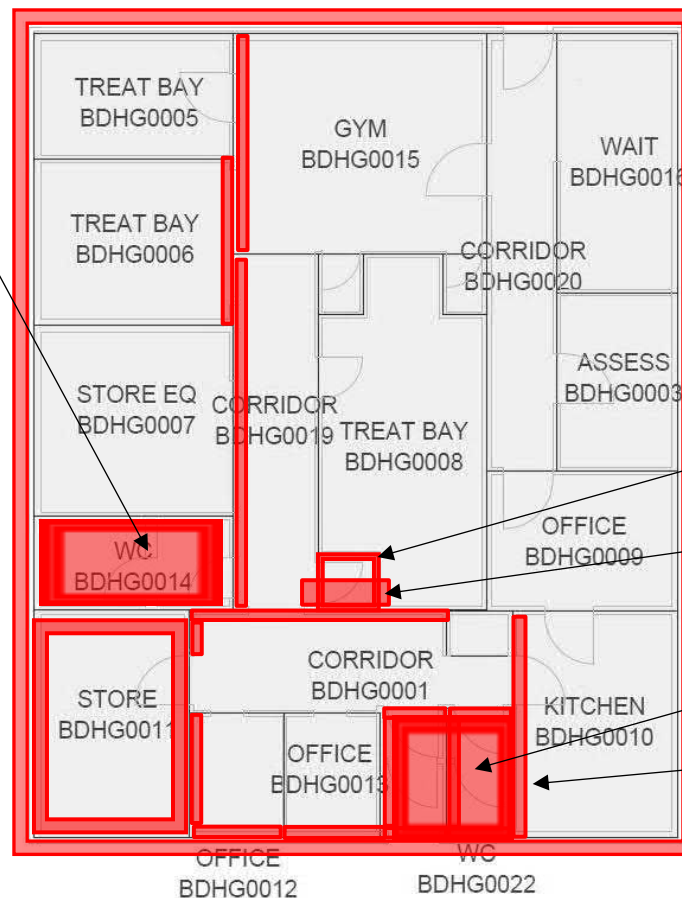 TREAT BAY
BDHG0005
GYM
BDHG0015
WAIT
BDHG0016
TREAT BAY
BDHG0006
CORRIDOR
BDHG0020
ASSESS
BDHG0003
STORE EQ
BDHG0007
CORRIDOR
BDHG0019
TREAT BAY
BDHG0008
OFFICE
BDHG0009
WC
BDHG0014
CORRIDOR
BDHG0001
STORE
BDHG0011
KITCHEN
BDHG0010
OFFICE
BDHG0013
OFFICE
BDHG0012
WC
BDHG0022